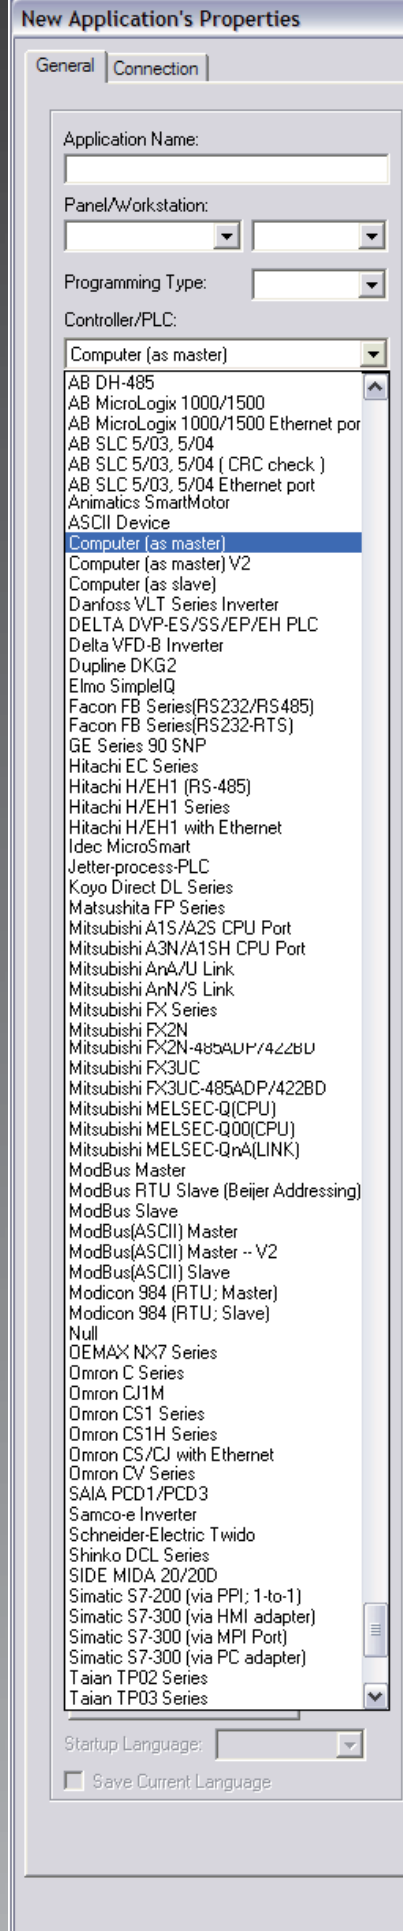 New Application's Properties
General
Connection
Application Name:
Panel/Workstation:
Programming Type:
Controller/PLC:
Computer (as master)
AB DH-485
AB MicroLogix 1000/1500
AB MicroLogix 1000/1500 Ethernet por
AB SLC 5/03, 5/04
AB SLC 5/03, 5/04 ( CRC check )
AB SLC 5/03, 5/04 Ethernet port
Animatics SmartMotor
ASCII Device
Computer (as master)
Computer (as master) V2
Computer (as slave)
Danfoss VLT Series Inverter
DELTA DVP-ES/SS/EP/EH PLC
Delta VFD-B Inverter
Dupline DKG2
Elmo SimpleIQ
Facon FB Series(RS232/RS485)
Facon FB Series(RS232-RTS)
GE Series 90 SNP
Hitachi EC Series
Hitachi H/EH1 (RS-485)
Hitachi H/EH1 Series
Hitachi H/EH1 with Ethernet
Idec MicroSmart
Jetter-process-PLC
Koyo Direct DL Series
Matsushita FP Series
Mitsubishi A1S/A2S CPU Port
Mitsubishi A3N/A1SH CPU Port
Mitsubishi AnA/U Link
Mitsubishi AnN/S Link
Mitsubishi FX Series
Mitsubishi FX2N
Mitsubishi FX2N-485ADP/422BD
Mitsubishi FX3UC
Mitsubishi FX3UC-485ADP/422BD
Mitsubishi MELSEC-Q(CPU)
Mitsubishi MELSEC-Q00(CPU)
Mitsubishi MELSEC-QnA(LINK)
ModBus Master
ModBus RTU Slave (Beijer Addressing)
ModBus Slave
ModBus(ASCII) Master
ModBus(ASCII) Master -- V2
ModBus(ASCII) Slave
Modicon 984 (RTU; Master)
Modicon 984 (RTU; Slave)
Null
OEMAX NX7 Series
Omron C Series
Omron CJ1M
Omron CS1 Series
Omron CS1H Series
Omron CS/CJ with Ethernet
Omron CV Series
SAIA PCD1/PCD3
Samco-e Inverter
Schneider-Electric Twido
Shinko DCL Series
SIDE MIDA 20/20D
Simatic S7-200 (via PPI; 1-to-1)
Simatic S7-300 (via HMI adapter)
Simatic S7-300 (via MPI Port)
Simatic S7-300 (via PC adapter)
Taian TP02 Series
Taian TP03 Series
Startup Language:
Save Current Language